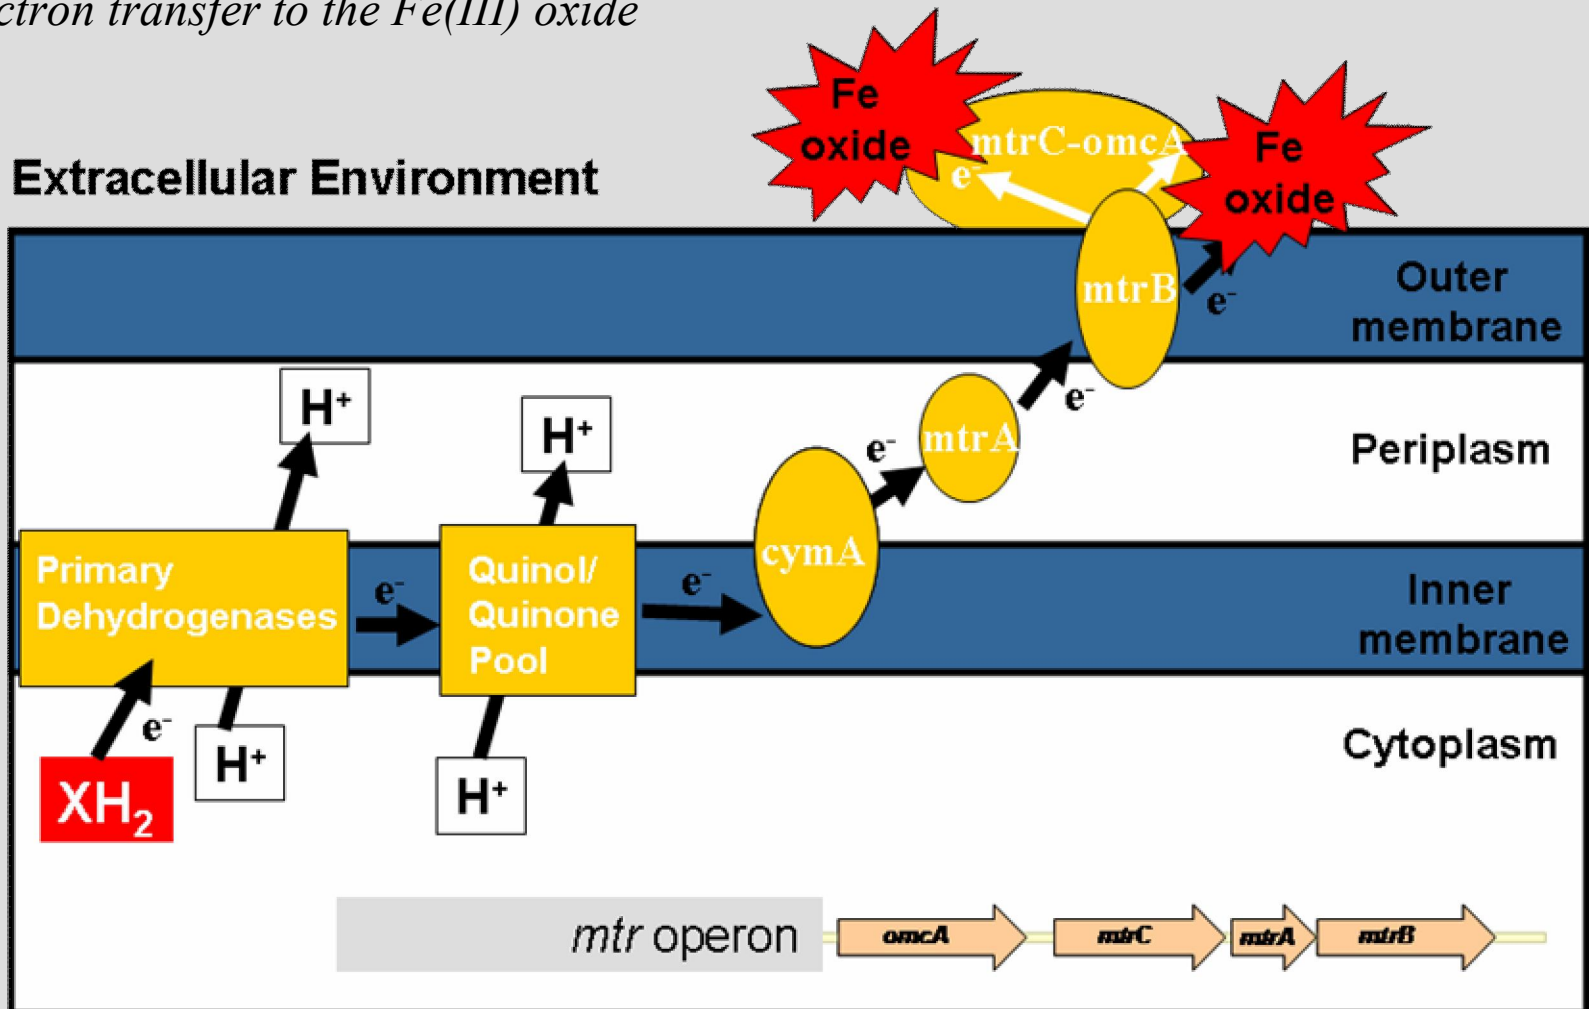 ctron transfer to the Fe(III) oxide
Fe
oxide
mtrC-omcA
e⁻
Fe
oxide
Extracellular Environment
mtrB
e⁻
Outer
membrane
H⁺
H⁺
e⁻
mtrA
e⁻
Periplasm
cymA
Primary
Dehydrogenases
e⁻
Quinol/
Quinone
Pool
e⁻
Inner
membrane
e⁻
H⁺
XH₂
H⁺
Cytoplasm
mtr operon
omcA
mtrC
mtrA
mtrB